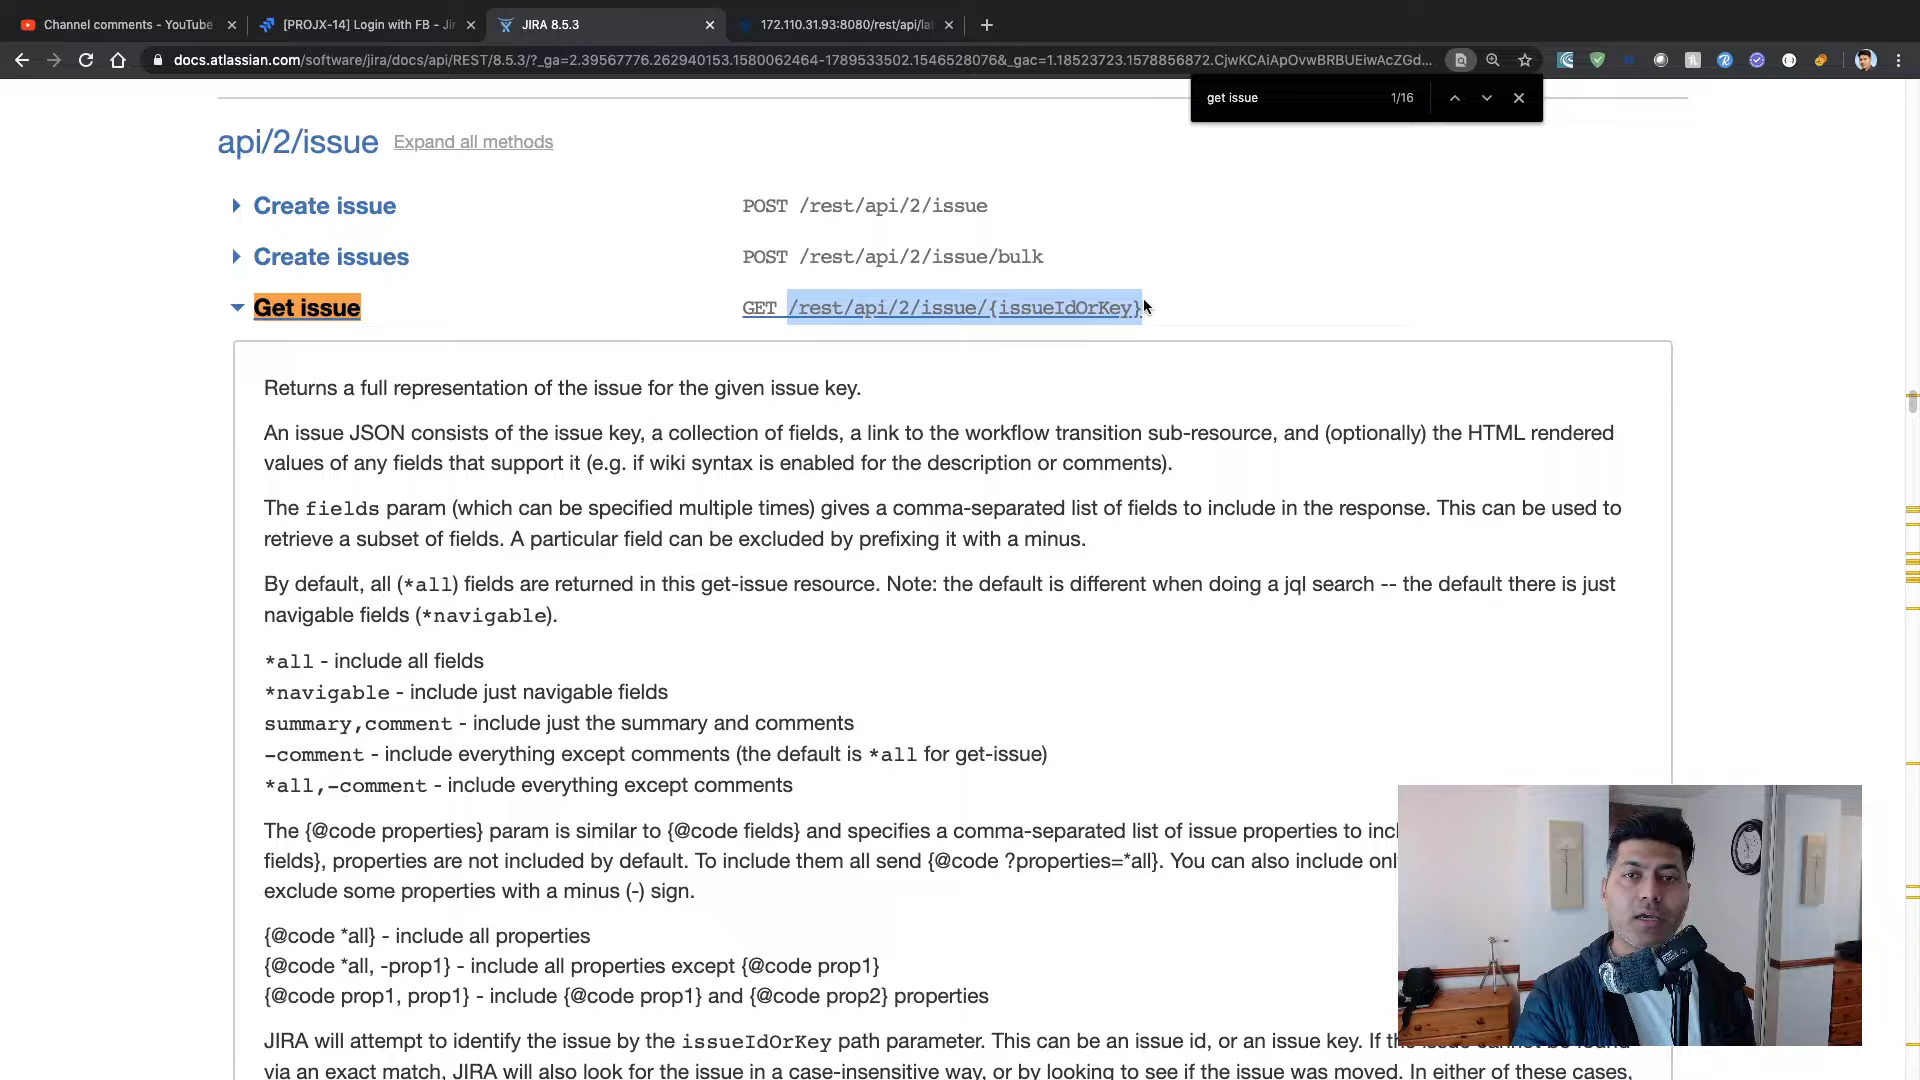 Channel comments - YouTube
[PROJX-14] Login with FB - Jir
JIRA 8.5.3
172.110.31.93:8080/rest/api/lat
docs.atlassian.com/software/jira/docs/api/REST/8.5.3/?_ga=2.39567776.262940153.1580062464-1789533502.1546528076&_gac=1.18523723.1578856872.CjwKCAiApOvwBRBUEiwAcZGd...
get issue 1/16
api/2/issue Expand all methods
Create issue POST /rest/api/2/issue
Create issues POST /rest/api/2/issue/bulk
Get issue GET /rest/api/2/issue/{issueIdOrKey}
Returns a full representation of the issue for the given issue key.
An issue JSON consists of the issue key, a collection of fields, a link to the workflow transition sub-resource, and (optionally) the HTML rendered
values of any fields that support it (e.g. if wiki syntax is enabled for the description or comments).
The fields param (which can be specified multiple times) gives a comma-separated list of fields to include in the response. This can be used to
retrieve a subset of fields. A particular field can be excluded by prefixing it with a minus.
By default, all (*all) fields are returned in this get-issue resource. Note: the default is different when doing a jql search -- the default there is just
navigable fields (*navigable).
*all - include all fields
*navigable - include just navigable fields
summary,comment - include just the summary and comments
-comment - include everything except comments (the default is *all for get-issue)
*all,-comment - include everything except comments
The {@code properties} param is similar to {@code fields} and specifies a comma-separated list of issue properties to incl
fields}, properties are not included by default. To include them all send {@code ?properties=*all}. You can also include onl
exclude some properties with a minus (-) sign.
{@code *all} - include all properties
{@code *all, -prop1} - include all properties except {@code prop1}
{@code prop1, prop1} - include {@code prop1} and {@code prop2} properties
JIRA will attempt to identify the issue by the issueIdOrKey path parameter. This can be an issue id, or an issue key. If the issue cannot be found
via an exact match, JIRA will also look for the issue in a case-insensitive way, or by looking to see if the issue was moved. In either of these cases,